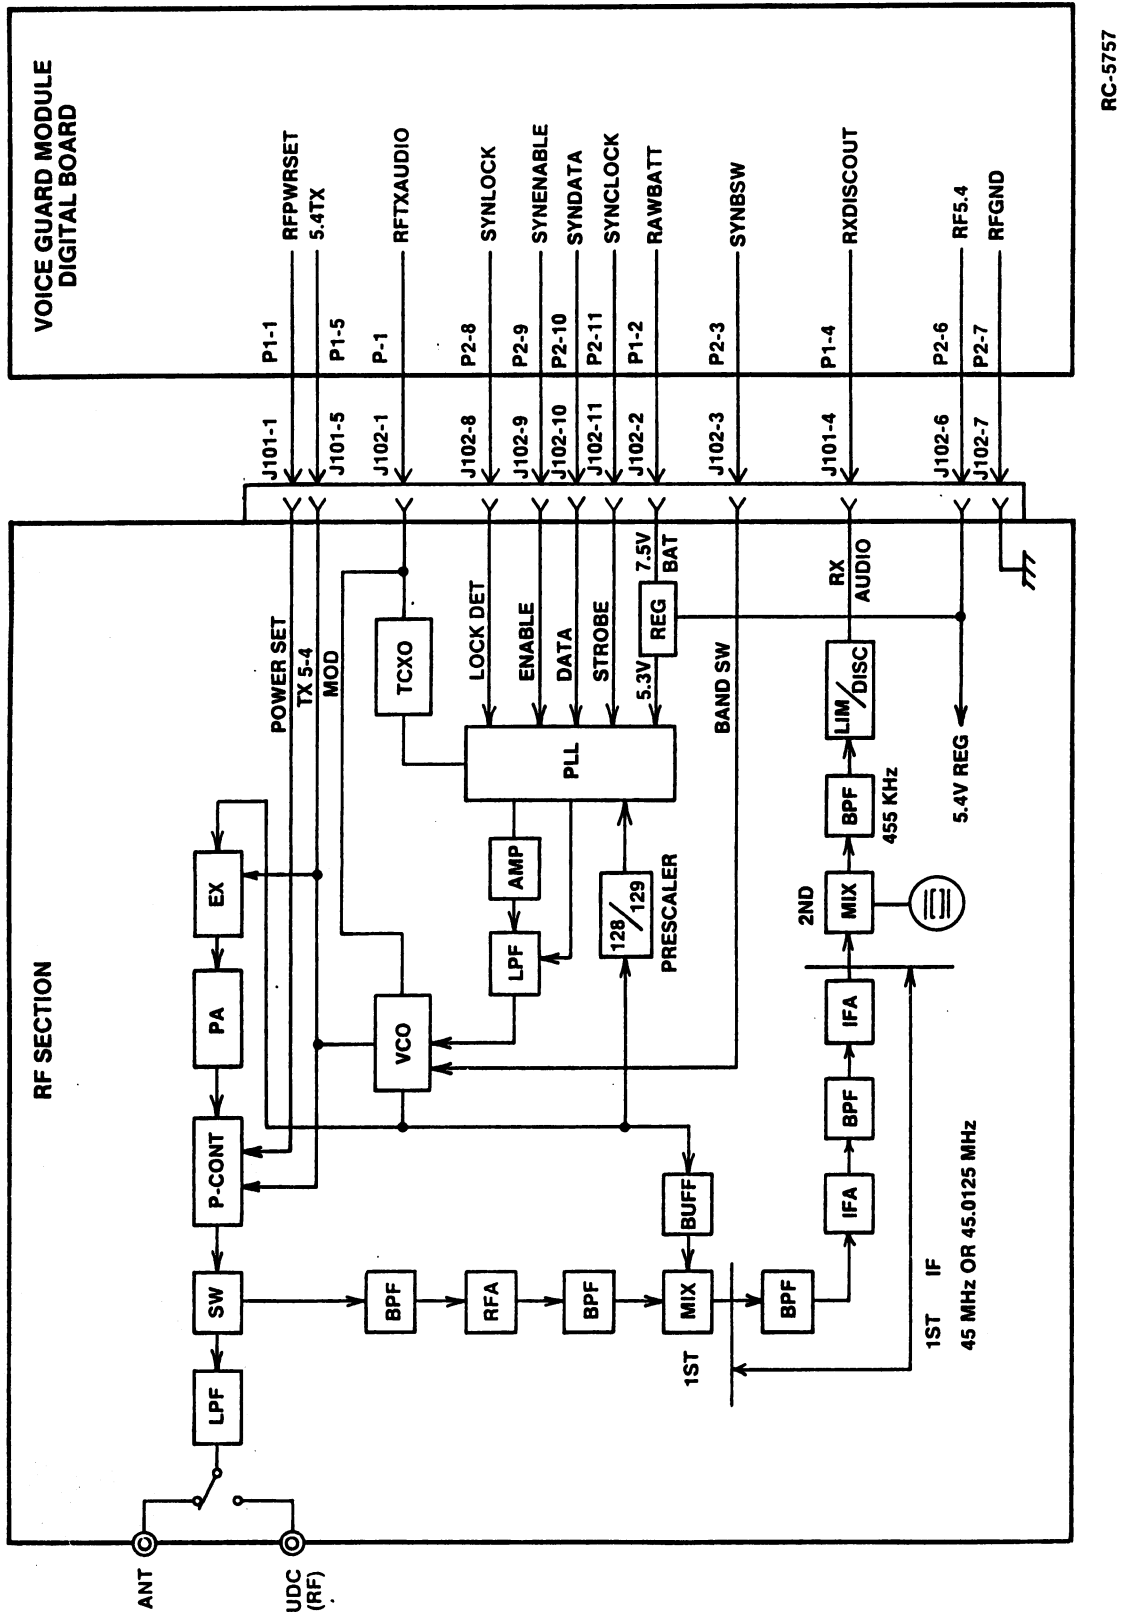 VOICE GUARD MODULE
DIGITAL BOARD
RFPWRSET
5.4TX
RFTXAUDIO
SYNLOCK
SYNENABLE
SYNDATA
SYNCLOCK
RAWBATT
SYNBSW
RXDISCOUT
RF5.4
RFGND
P1-1
P1-5
P-1
P2-8
P2-9
P2-10
P2-11
P1-2
P2-3
P1-4
P2-6
P2-7
J101-1
J101-5
J102-1
J102-8
J102-9
J102-10
J102-11
J102-2
J102-3
J101-4
J102-6
J102-7
RF SECTION
POWER SET
TX 5-4
MOD
LOCK DET
ENABLE
DATA
STROBE
7.5V
BAT
REG
5.3V
BAND SW
RX
AUDIO
5.4V REG
TCXO
PLL
AMP
LPF
128/129
PRESCALER
VCO
EX
PA
P-CONT
SW
LPF
ANT
UDC
(RF)
BPF
RFA
BPF
1ST
MIX
BUFF
BPF
IFA
BPF
IFA
2ND
MIX
BPF
455 KHz
LIM/DISC
1ST IF
45 MHz OR 45.0125 MHz
RC-5757